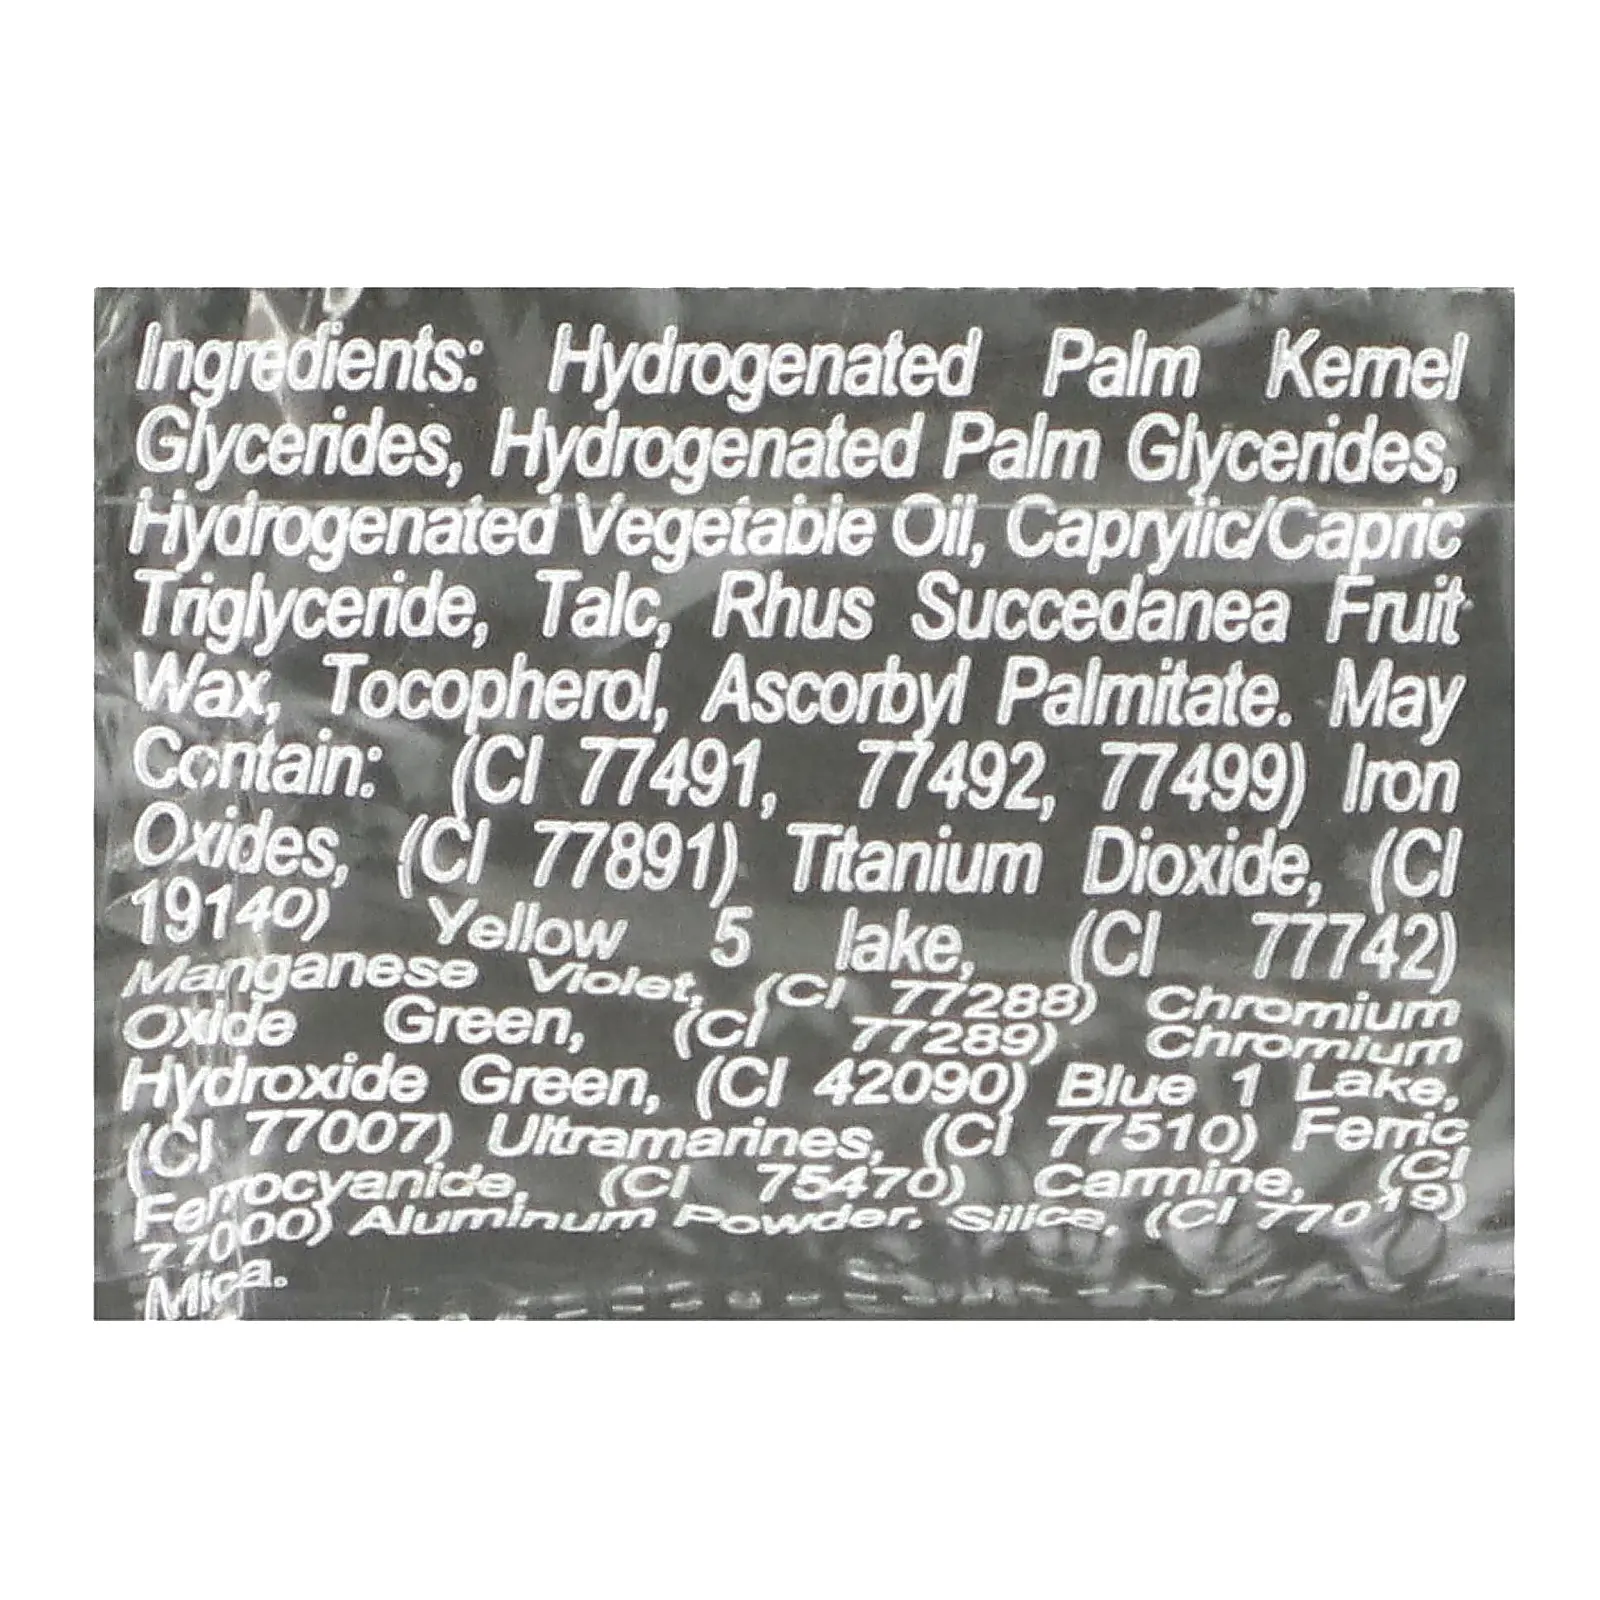 Ingredients: Hydrogenated Palm Kernel
Glycerides, Hydrogenated Palm Glycerides,
Hydrogenated Vegetable Oil, Caprylic/Capric
Triglyceride, Talc, Rhus Succedanea Fruit
Wax, Tocopherol, Ascorbyl Palmitate. May
Contain: (CI 77491, 77492, 77499) Iron
Oxides, (CI 77891) Titanium Dioxide, (CI
19140) Yellow 5 lake, (CI 77742)
Manganese Violet, (CI 77288) Chromium
Oxide Green, (CI 77289) Chromium
Hydroxide Green, (CI 42090) Blue 1 Lake,
(CI 77007) Ultramarines, (CI 77510) Ferric
Ferrocyanide, (CI 75470) Carmine, (CI
77000) Aluminum Powder, Silica, (CI 77019)
Mica.